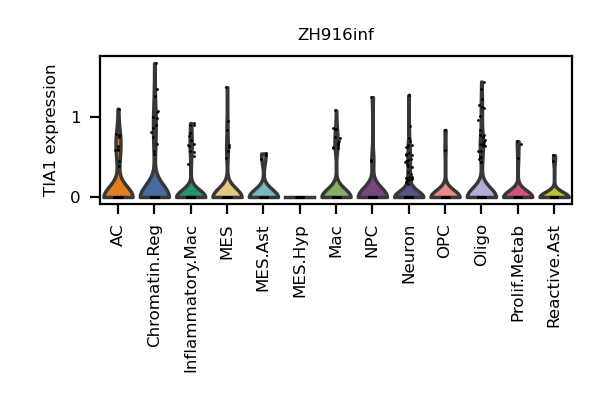 ZH916inf
TIA1 expression
1
0
AC
Chromatin.Reg
Inflammatory.Mac
MES
MES.Ast
MES.Hyp
Mac
NPC
Neuron
OPC
Oligo
Prolif.Metab
Reactive.Ast